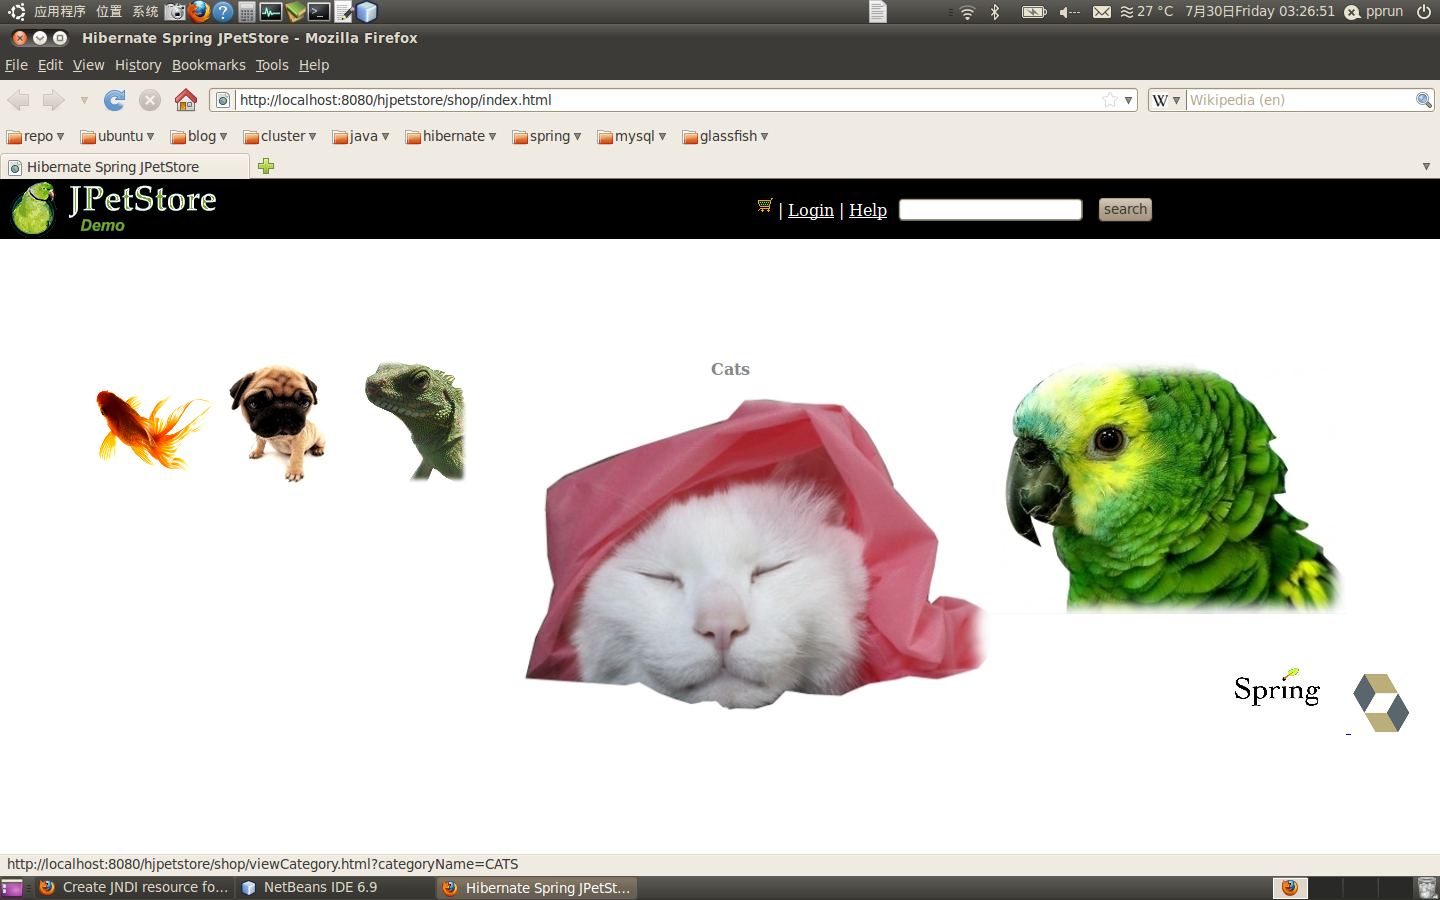 应用程序 位置 系统 27 °C 7月30日Friday 03:26:51 pprun
Hibernate Spring JPetStore - Mozilla Firefox
File Edit View History Bookmarks Tools Help
http://localhost:8080/hjpetstore/shop/index.html W Wikipedia (en)
repo ubuntu blog cluster java hibernate spring mysql glassfish
Hibernate Spring JPetStore
JPetStore
Demo
| Login | Help search
Cats
Spring
http://localhost:8080/hjpetstore/shop/viewCategory.html?categoryName=CATS
Create JNDI resource fo... NetBeans IDE 6.9 Hibernate Spring JPetSt...